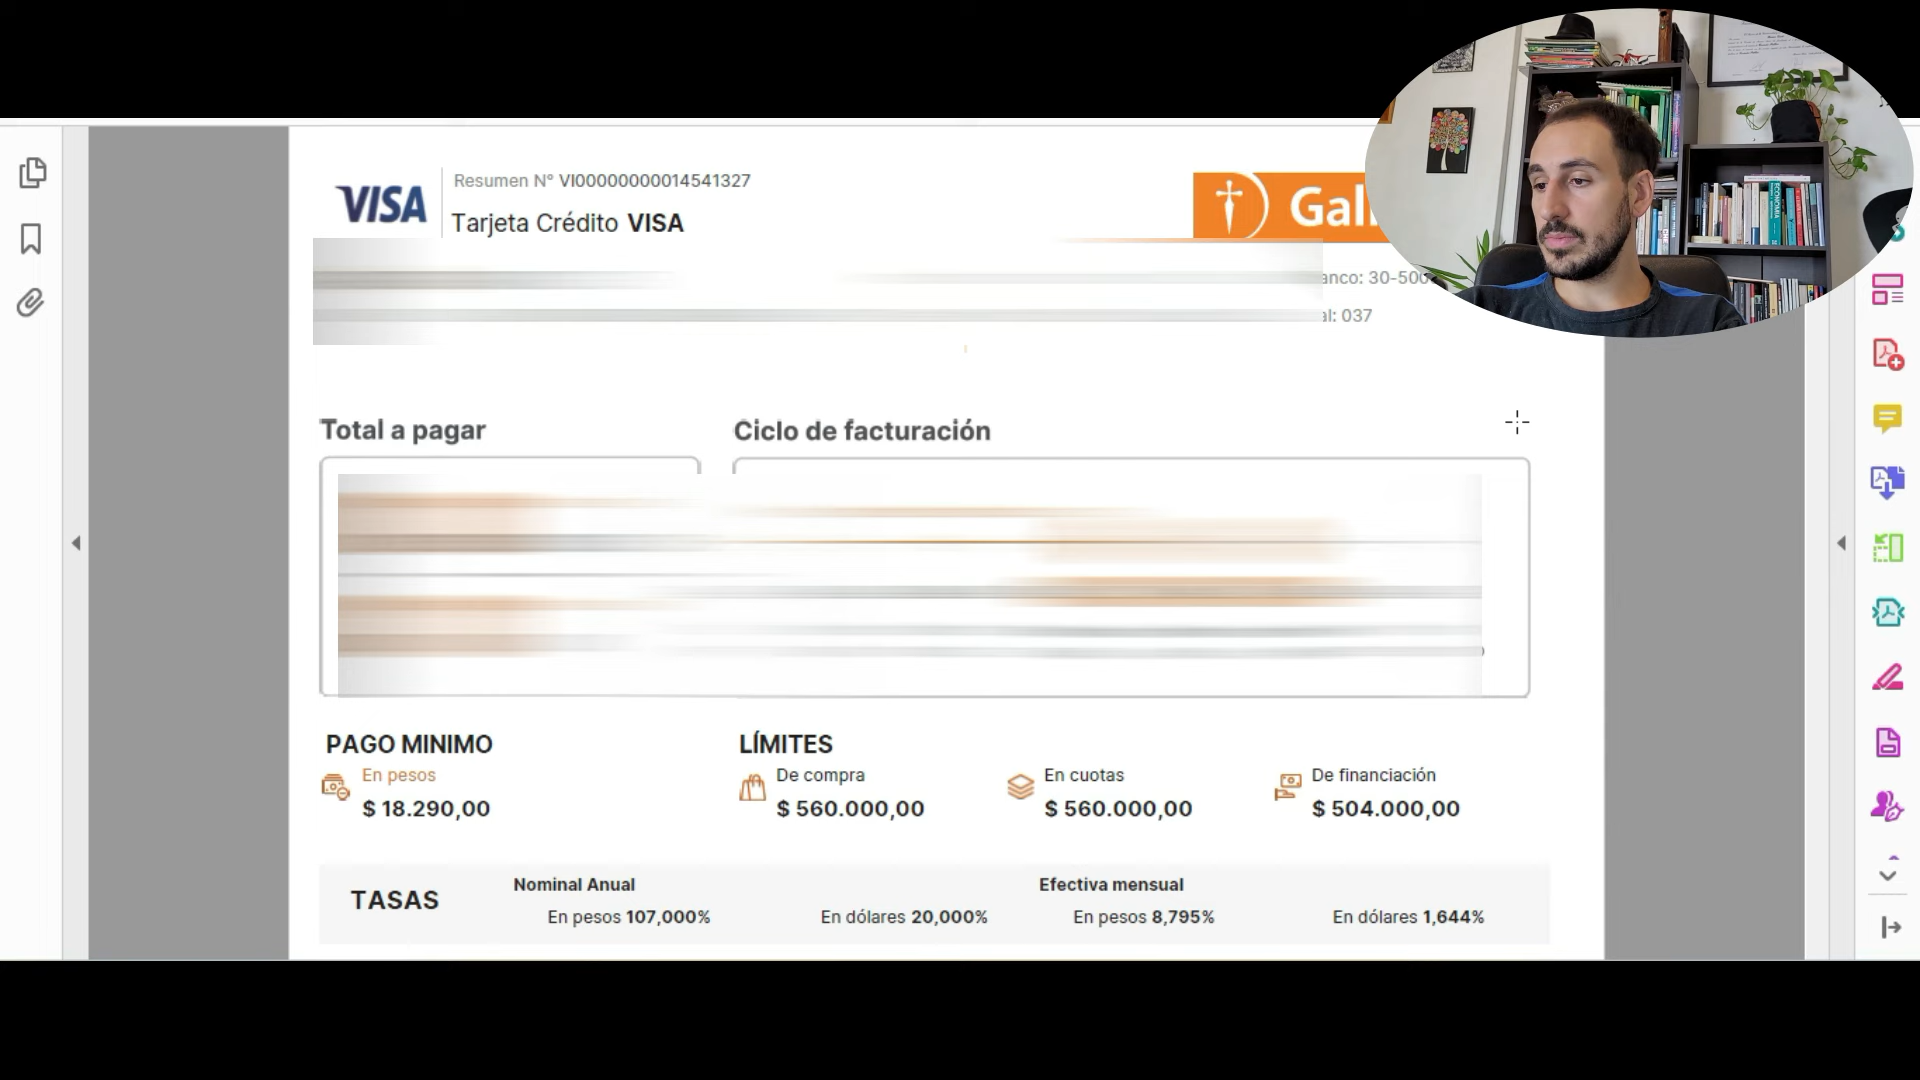 VISA
Resumen N° VI00000000014541327
Tarjeta Crédito VISA
Gal
anco: 30-500
al: 037
Total a pagar
Ciclo de facturación
PAGO MINIMO
En pesos
$ 18.290,00
LÍMITES
De compra
$ 560.000,00
En cuotas
$ 560.000,00
De financiación
$ 504.000,00
TASAS
Nominal Anual
En pesos 107,000%
En dólares 20,000%
Efectiva mensual
En pesos 8,795%
En dólares 1,644%
ECONOMIA